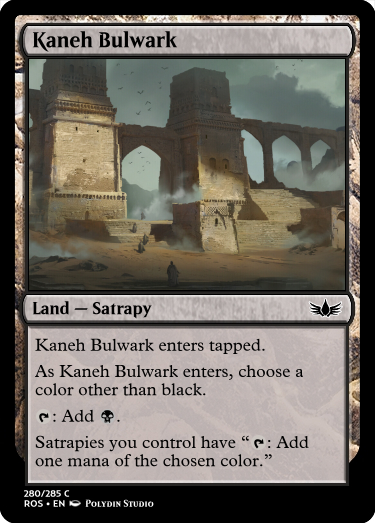 Kaneh Bulwark
Land — Satrapy
Kaneh Bulwark enters tapped.
As Kaneh Bulwark enters, choose a
color other than black.
: Add .
Satrapies you control have “ : Add
one mana of the chosen color.”
280/285 C
ROS • EN Polydin Studio